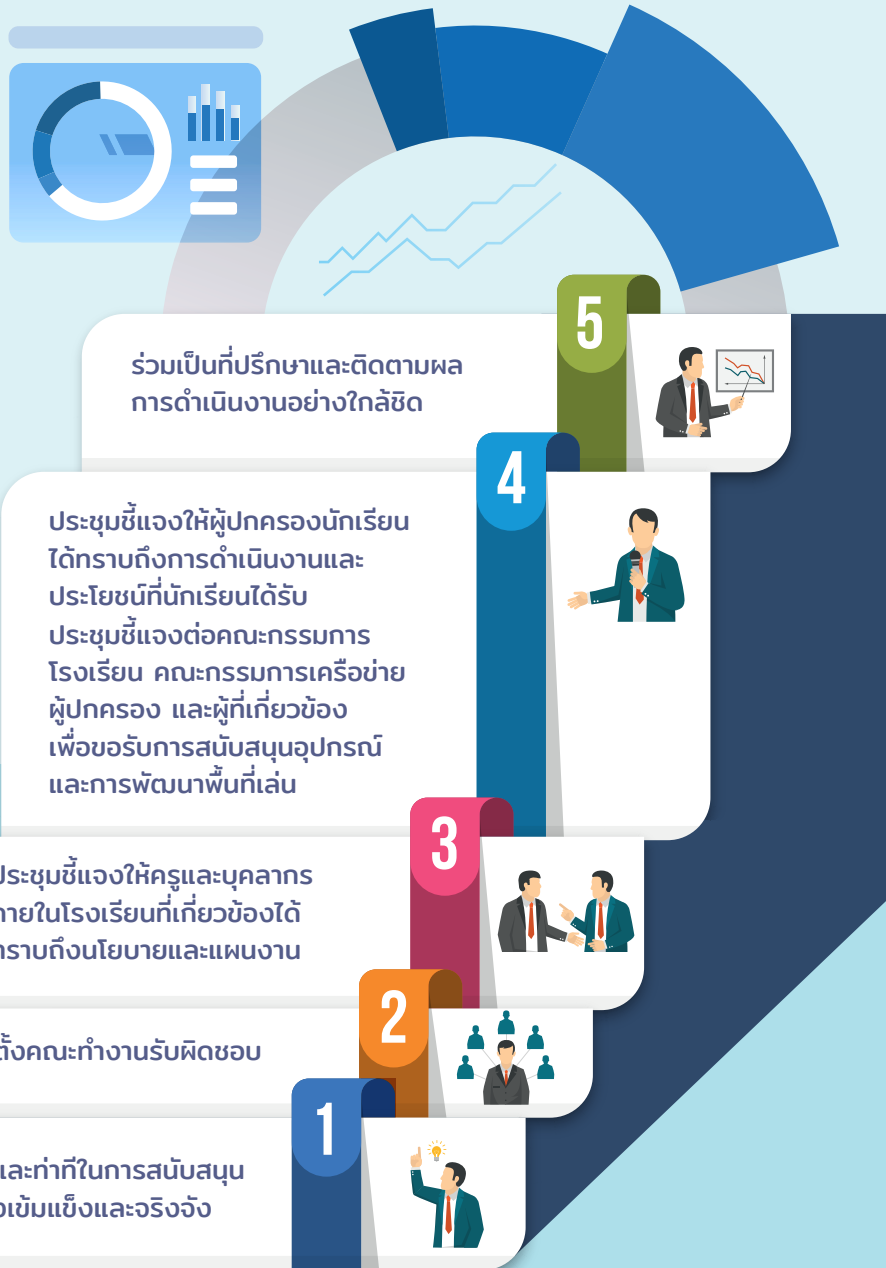 5
ร่วมเป็นที่ปรึกษาและติดตามผล
การดำเนินงานอย่างใกล้ชิด
4
ประชุมชี้แจงให้ผู้ปกครองนักเรียน
ได้ทราบถึงการดำเนินงานและ
ประโยชน์ที่นักเรียนได้รับ
ประชุมชี้แจงต่อคณะกรรมการ
โรงเรียน คณะกรรมการเครือข่าย
ผู้ปกครอง และผู้ที่เกี่ยวข้อง
เพื่อขอรับการสนับสนุนอุปกรณ์
และการพัฒนาพื้นที่เล่น
3
ประชุมชี้แจงให้ครูและบุคลากร
ภายในโรงเรียนที่เกี่ยวข้องได้
ทราบถึงนโยบายและแผนงาน
2
ตั้งคณะทำงานรับผิดชอบ
1
และท่าทีในการสนับสนุน
เข้มแข็งและจริงจัง